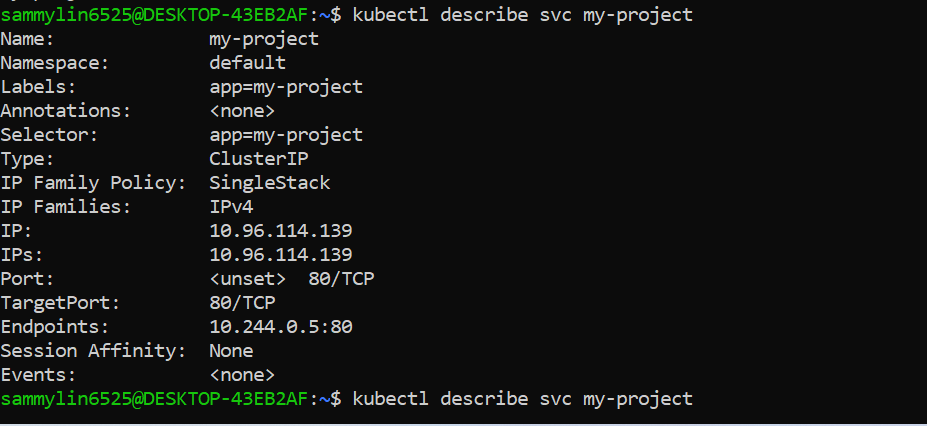 sammylin6525@DESKTOP-43EB2AF:~$ kubectl describe svc my-project
Name:              my-project
Namespace:         default
Labels:            app=my-project
Annotations:       <none>
Selector:          app=my-project
Type:              ClusterIP
IP Family Policy:  SingleStack
IP Families:       IPv4
IP:                10.96.114.139
IPs:               10.96.114.139
Port:              <unset>  80/TCP
TargetPort:        80/TCP
Endpoints:         10.244.0.5:80
Session Affinity:  None
Events:            <none>
sammylin6525@DESKTOP-43EB2AF:~$ kubectl describe svc my-project